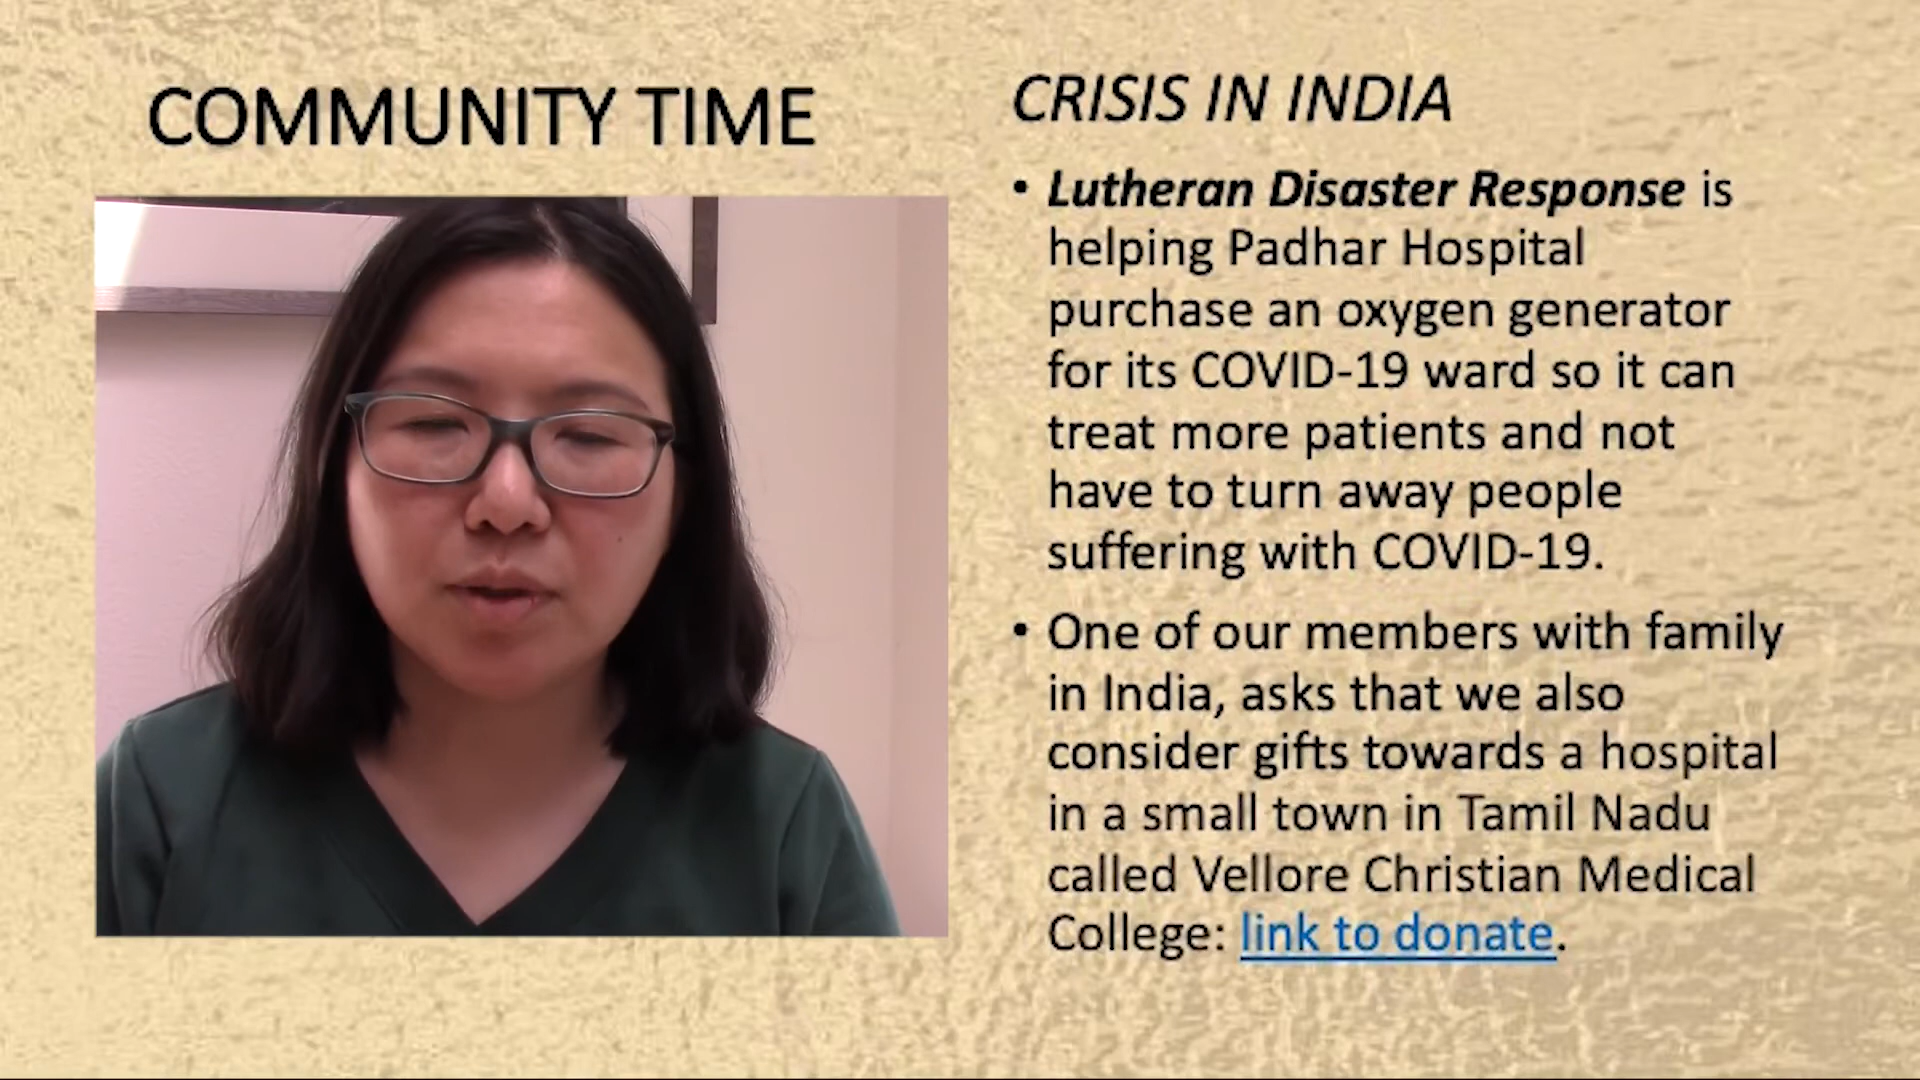 COMMUNITY TIME
CRISIS IN INDIA
• Lutheran Disaster Response is
helping Padhar Hospital
purchase an oxygen generator
for its COVID-19 ward so it can
treat more patients and not
have to turn away people
suffering with COVID-19.
• One of our members with family
in India, asks that we also
consider gifts towards a hospital
in a small town in Tamil Nadu
called Vellore Christian Medical
College: link to donate.